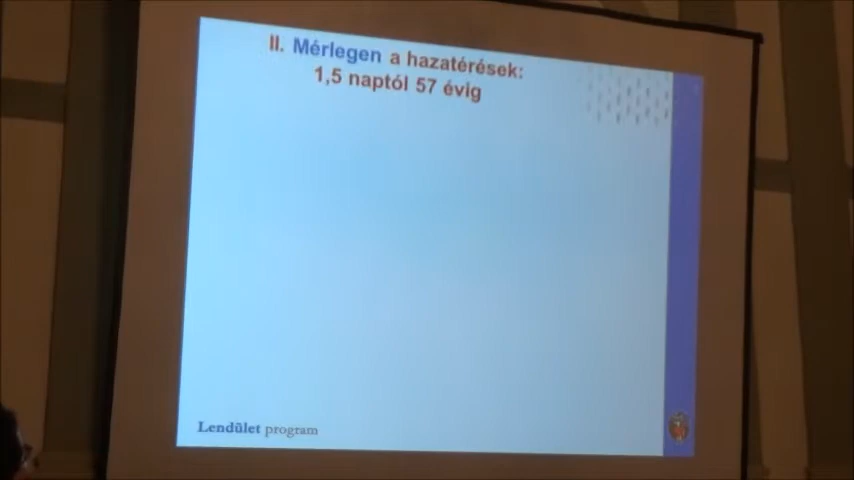 II. Mérlegen a hazatérések:
1,5 naptól 57 évig
Lendület program